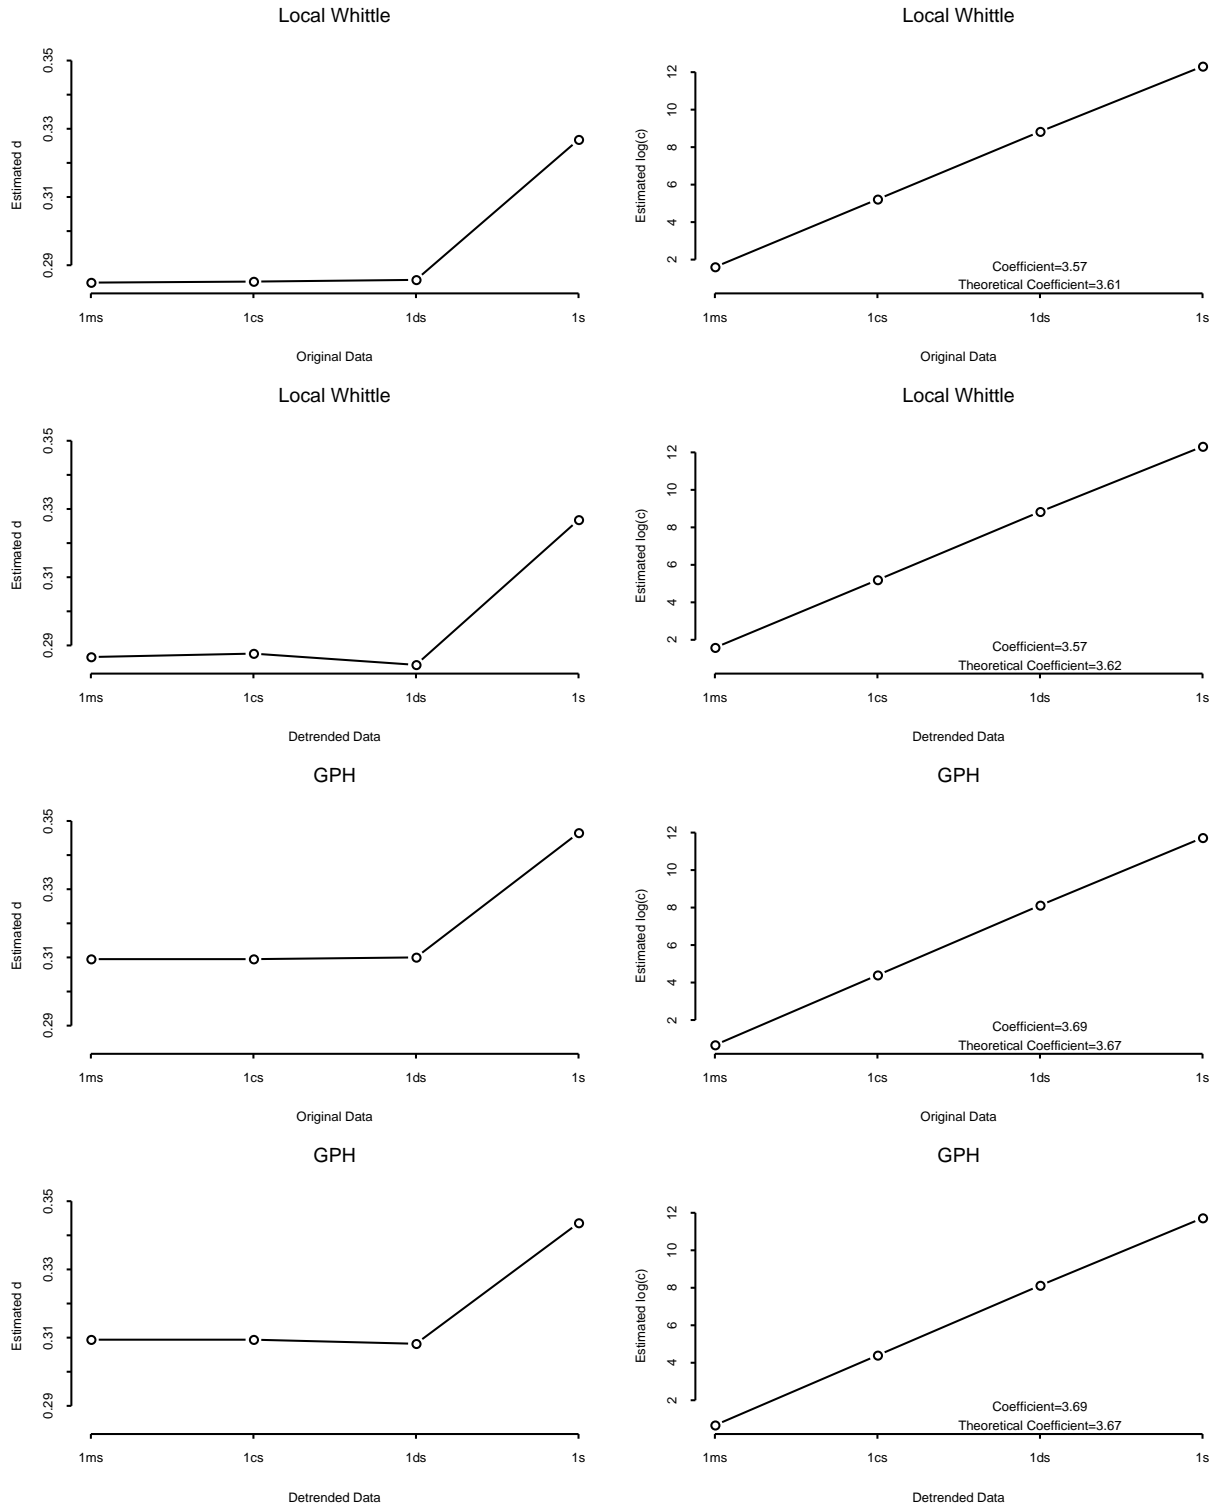 Local Whittle
Estimated d
0.35
0.33
0.31
0.29
1ms 1cs 1ds 1s
Original Data
Local Whittle
Estimated log(c)
12
10
8
6
4
2
Coefficient=3.57
Theoretical Coefficient=3.61
1ms 1cs 1ds 1s
Original Data
Local Whittle
Estimated d
0.35
0.33
0.31
0.29
1ms 1cs 1ds 1s
Detrended Data
Local Whittle
Estimated log(c)
12
10
8
6
4
2
Coefficient=3.57
Theoretical Coefficient=3.62
1ms 1cs 1ds 1s
Detrended Data
GPH
Estimated d
0.35
0.33
0.31
0.29
1ms 1cs 1ds 1s
Original Data
GPH
Estimated log(c)
12
10
8
6
4
2
Coefficient=3.69
Theoretical Coefficient=3.67
1ms 1cs 1ds 1s
Original Data
GPH
Estimated d
0.35
0.33
0.31
0.29
1ms 1cs 1ds 1s
Detrended Data
GPH
Estimated log(c)
12
10
8
6
4
2
Coefficient=3.69
Theoretical Coefficient=3.67
1ms 1cs 1ds 1s
Detrended Data